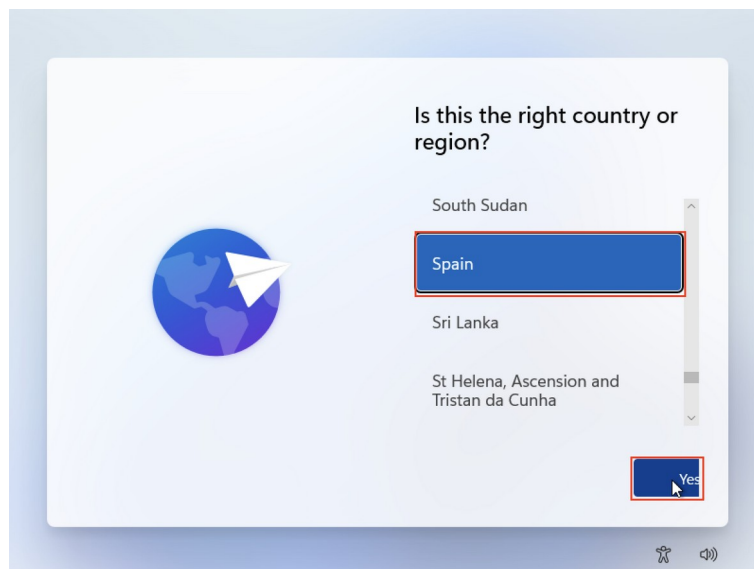 Is this the right country or
region?
South Sudan
Spain
Sri Lanka
St Helena, Ascension and
Tristan da Cunha
Yes